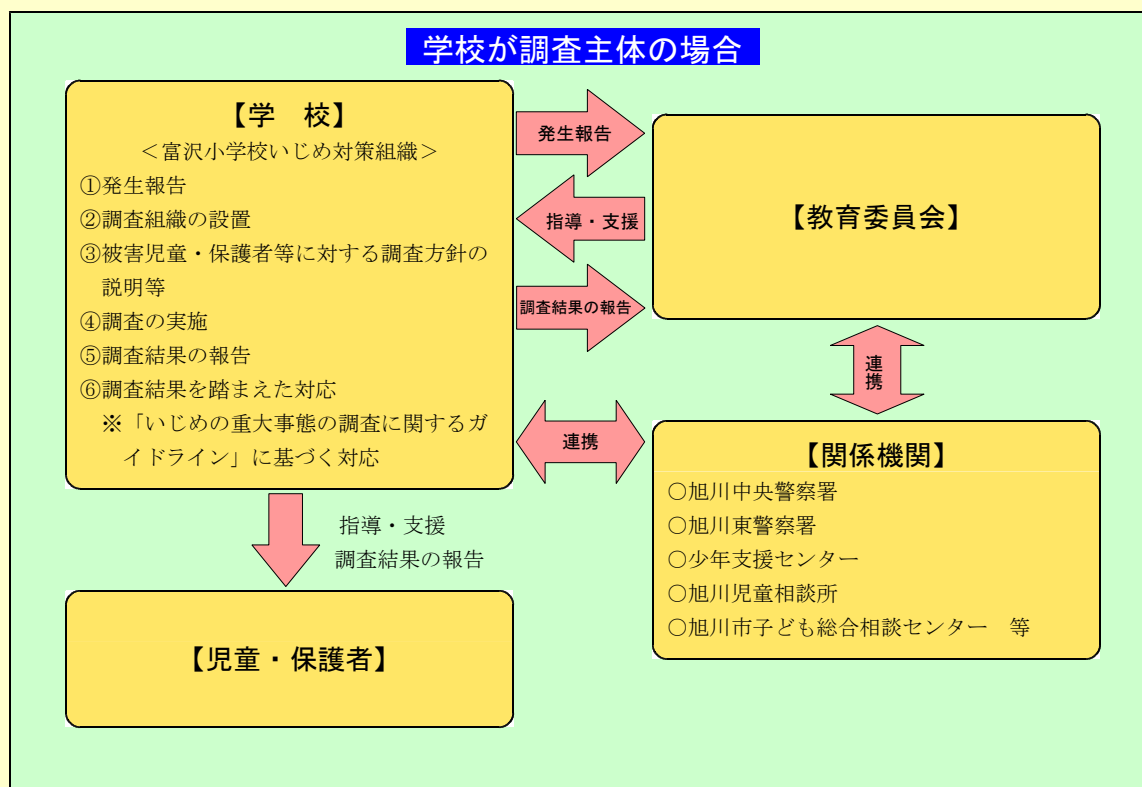 学校が調査主体の場合
【学　校】
＜富沢小学校いじめ対策組織＞
①発生報告
②調査組織の設置
③被害児童・保護者等に対する調査方針の
説明等
④調査の実施
⑤調査結果の報告
⑥調査結果を踏まえた対応
※「いじめの重大事態の調査に関するガ
イドライン」に基づく対応
発生報告
指導・支援
調査結果の報告
【教育委員会】
連携
連携
【関係機関】
○旭川中央警察署
○旭川東警察署
○少年支援センター
○旭川児童相談所
○旭川市子ども総合相談センター　等
指導・支援
調査結果の報告
【児童・保護者】